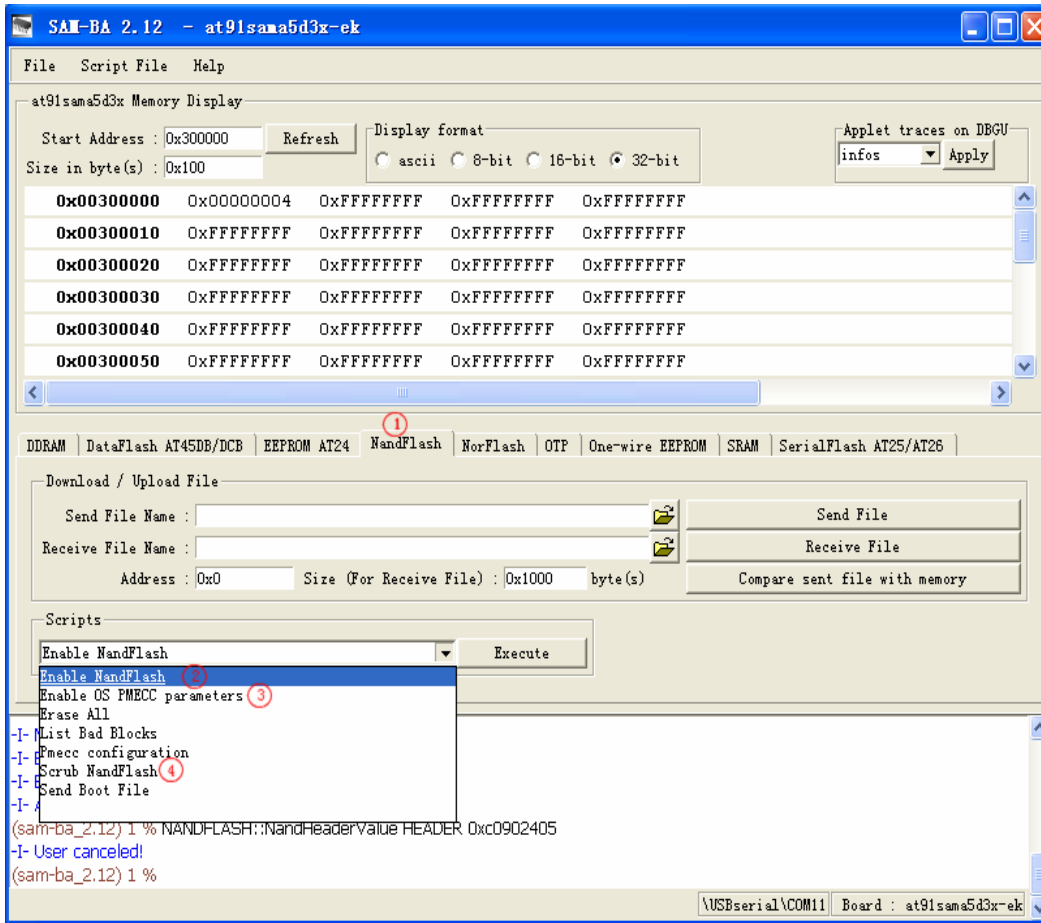 SAM-BA 2.12 - at91sama5d3x-ek
File Script File Help
at91sama5d3x Memory Display
Start Address : 0x300000 Refresh
Size in byte(s) : 0x100
Display format
ascii 8-bit 16-bit 32-bit
Applet traces on DBGU
infos Apply
0x00300000 0x00000004 0xFFFFFFFF 0xFFFFFFFF 0xFFFFFFFF
0x00300010 0xFFFFFFFF 0xFFFFFFFF 0xFFFFFFFF 0xFFFFFFFF
0x00300020 0xFFFFFFFF 0xFFFFFFFF 0xFFFFFFFF 0xFFFFFFFF
0x00300030 0xFFFFFFFF 0xFFFFFFFF 0xFFFFFFFF 0xFFFFFFFF
0x00300040 0xFFFFFFFF 0xFFFFFFFF 0xFFFFFFFF 0xFFFFFFFF
0x00300050 0xFFFFFFFF 0xFFFFFFFF 0xFFFFFFFF 0xFFFFFFFF
1
DDRAM DataFlash AT45DB/DCB EEPROM AT24 NandFlash NorFlash OTP One-wire EEPROM SRAM SerialFlash AT25/AT26
Download / Upload File
Send File Name : Send File
Receive File Name : Receive File
Address : 0x0 Size (For Receive File) : 0x1000 byte(s) Compare sent file with memory
Scripts
Enable NandFlash Execute
Enable NandFlash 2
Enable OS PMECC parameters 3
Erase All
-I- List Bad Blocks
-I- Pmecc configuration
-I- Scrub NandFlash 4
-I- Send Boot File
(sam-ba_2.12) 1 % NANDFLASH::NandHeaderValue HEADER 0xc0902405
-I- User canceled!
(sam-ba_2.12) 1 %
\USBserial\COM11 Board : at91sama5d3x-ek